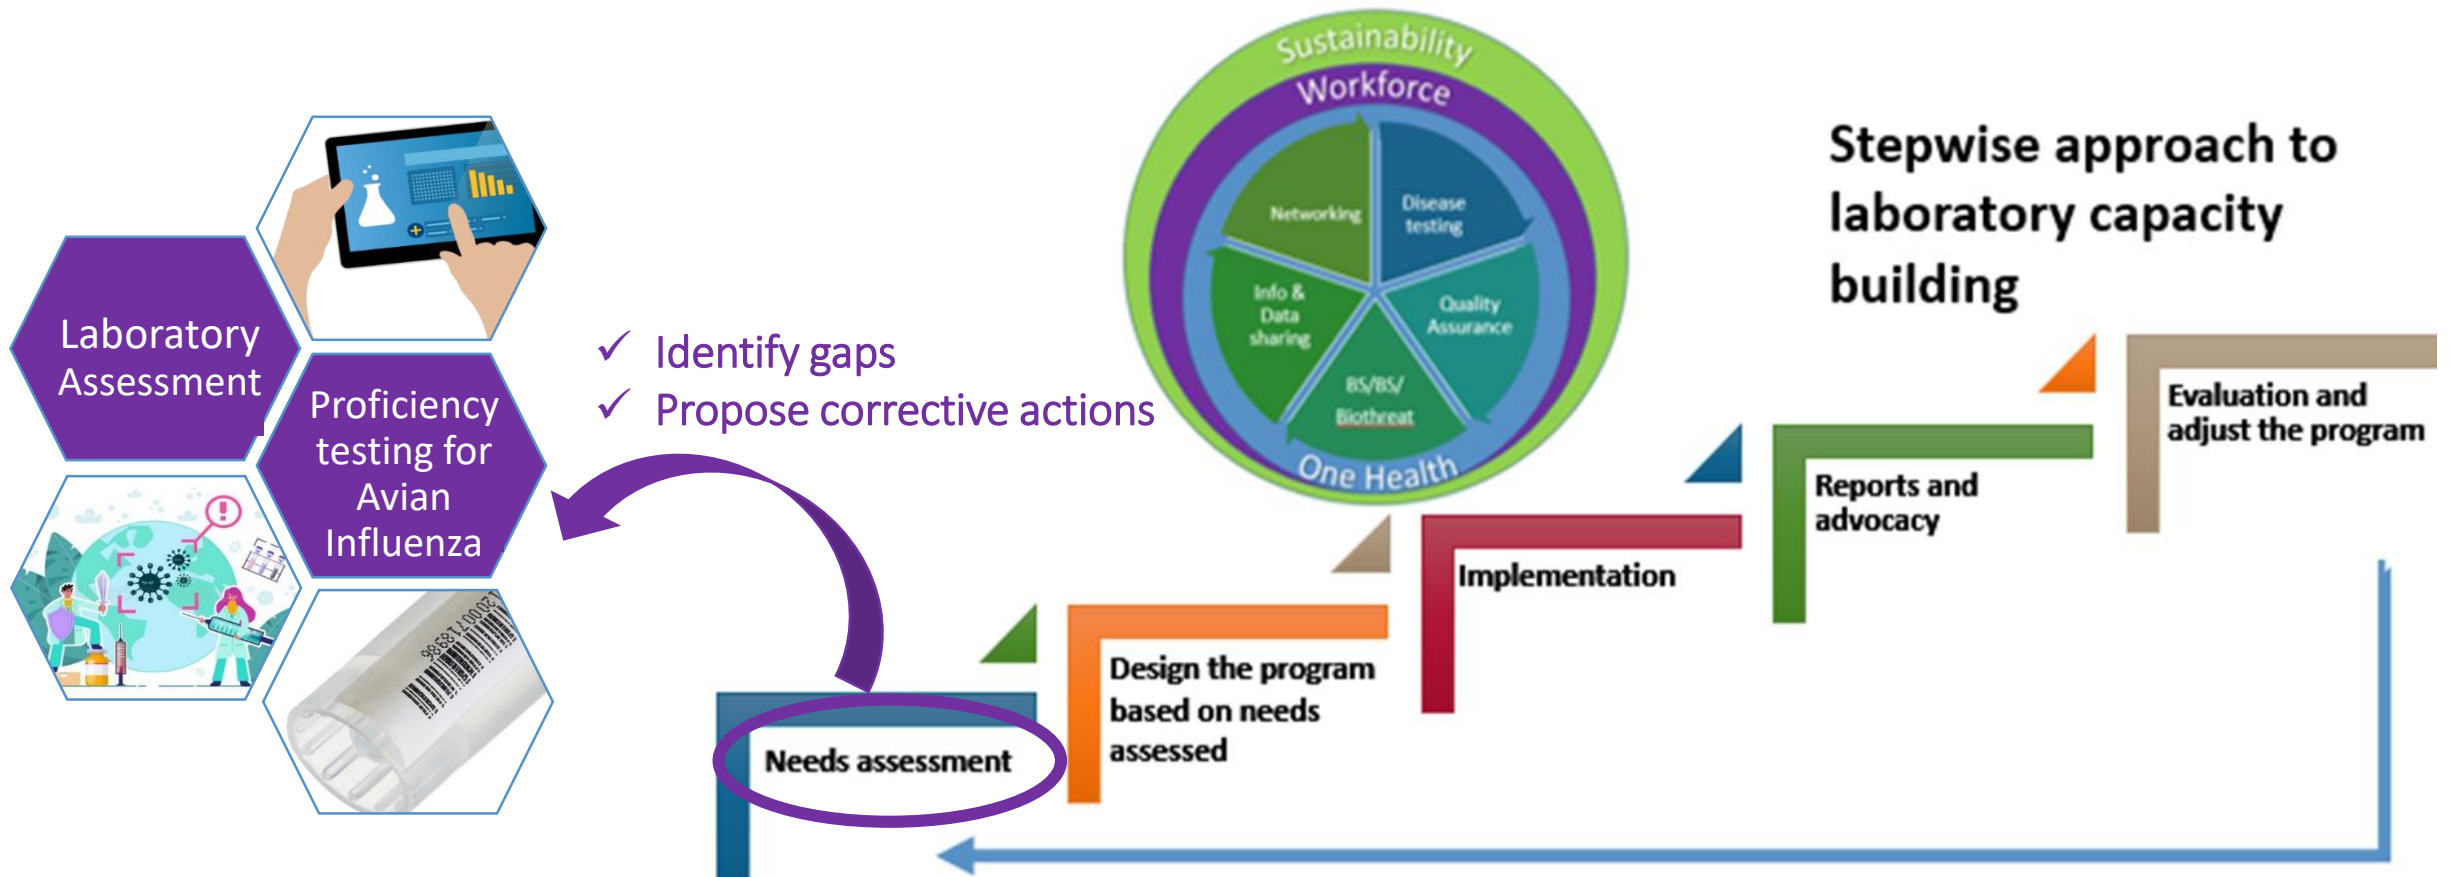 Laboratory
Assessment
Proficiency
testing for
Avian
Influenza
✓ Identify gaps
✓ Propose corrective actions
Sustainability
Workforce
Networking
Disease
testing
Info &
Data
sharing
Quality
Assurance
BS/BS/
Biothreat
One Health
Stepwise approach to
laboratory capacity
building
Needs assessment
Design the program
based on needs
assessed
Implementation
Reports and
advocacy
Evaluation and
adjust the program